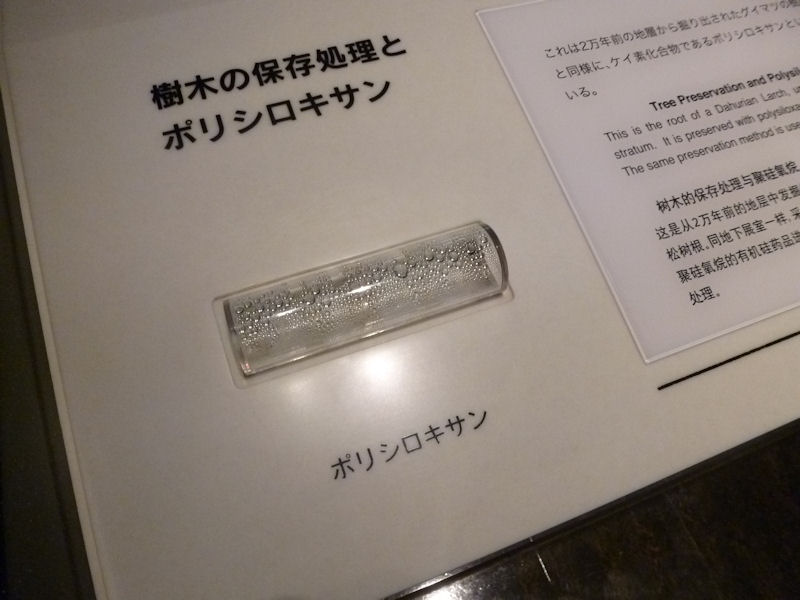 樹木の保存処理と
ポリシロキサン
ポリシロキサン
これは2万年前の地層から掘り出されたグイマツの
と同様に、ケイ素化合物であるポリシロキサンと
いる。
Tree Preservation and Polysil
This is the root of a Dahurian Larch, u
stratum. It is preserved with polysiloxa
The same preservation method is use
树木的保存处理与聚硅氧烷
这是从2万年前的地层中发掘
松树根。同地下展室一样，采
聚硅氧烷的有机硅药品进
处理。